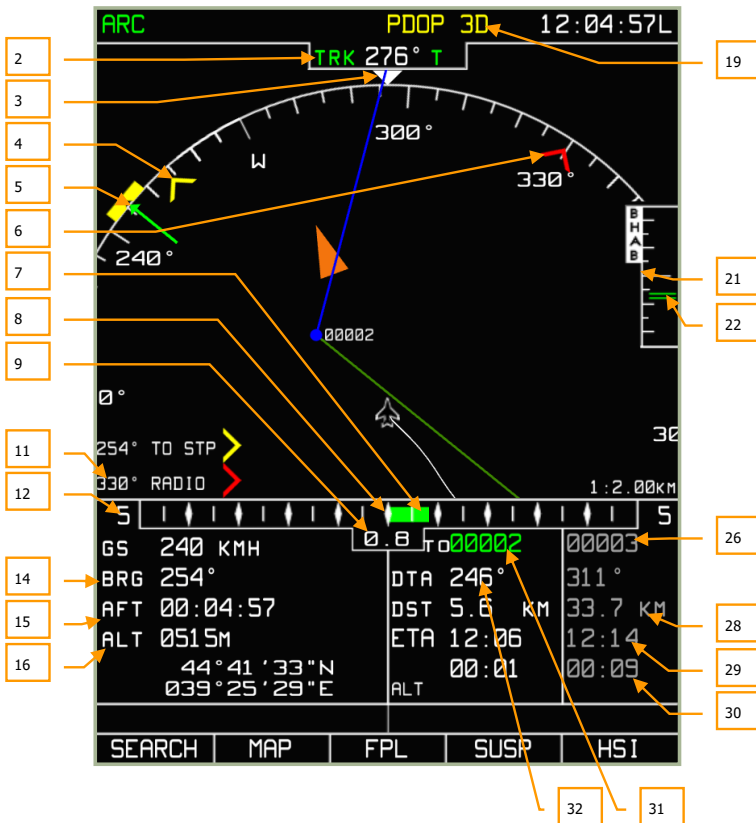 ARC PDOP 3D 12:04:57L
2 TRK 276° T 19
3
300°
4 W
330°
5
6 B
H
A
B
240°
7 21
8 22
00002
9
0°
30
11 254° TO STP
330° RADIO 1:2.00KM
12 5 5
0.8
GS 240 KMH TO 00002 00003 26
14 BRG 254° DTA 246° 311°
15 AFT 00:04:57 DST 5.6 KM 33.7 KM 28
16 ALT 0515M ETA 12:06 12:14 29
44°41'33"N 00:01 00:09 30
039°25'29"E ALT
SEARCH MAP FPL SUSP HSI
32 31